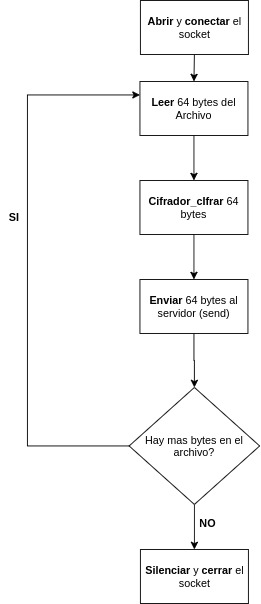 Abrir y conectar el
socket
Leer 64 bytes del
Archivo
SI
Cifrador_cIfrar 64
bytes
Enviar 64 bytes al
servidor (send)
Hay mas bytes en el
archivo?
NO
Silenciar y cerrar el
socket